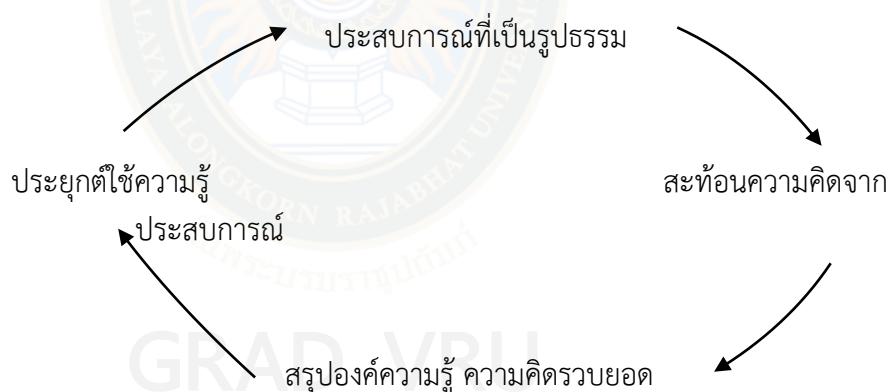 ประสบการณ์ที่เป็นรูปธรรม
ประยุกต์ใช้ความรู้ สะท้อนความคิดจาก
ประสบการณ์
สรุปองค์ความรู้ ความคิดรวบยอด
ALAYA ALONGKORN RAJABHAT UNIVER
GRAD VRU